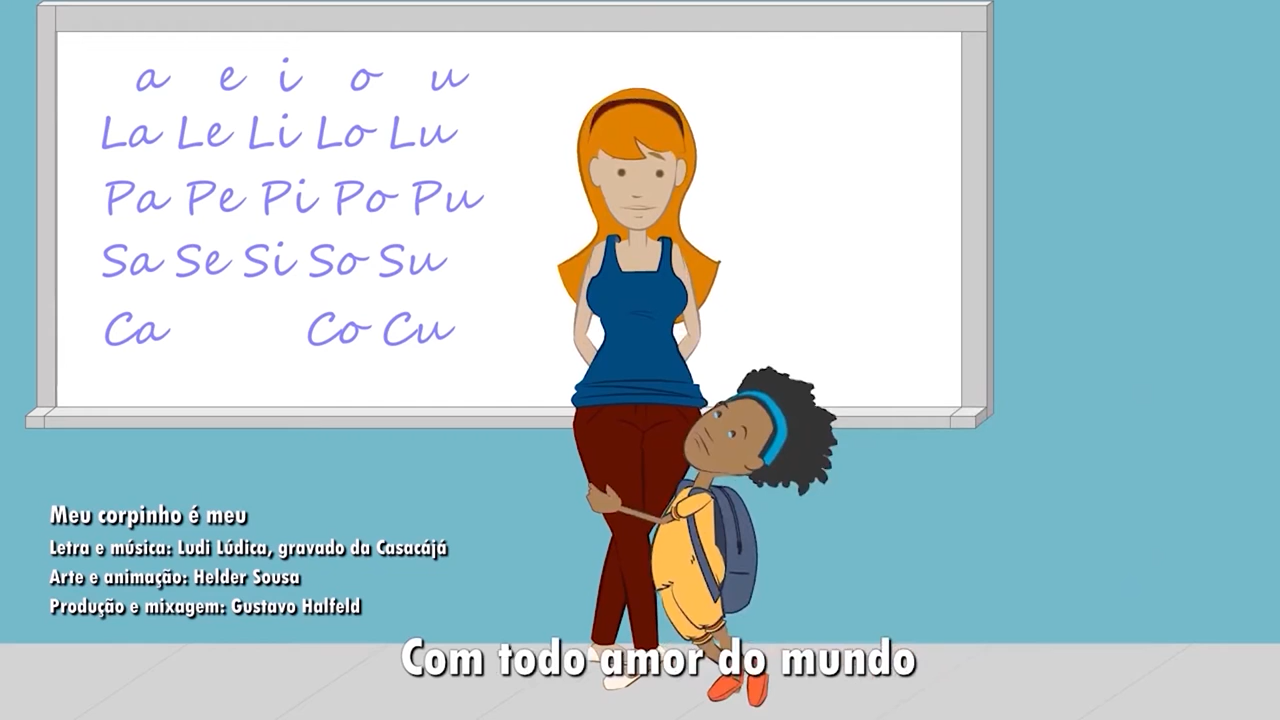 a e i o u
La Le Li Lo Lu
Pa Pe Pi Po Pu
Sa Se Si So Su
Ca Co Cu
Meu corpinho é meu
Letra e música: Ludi Lúdica, gravado da Casacájá
Arte e animação: Helder Sousa
Produção e mixagem: Gustavo Halfeld
Com todo amor do mundo